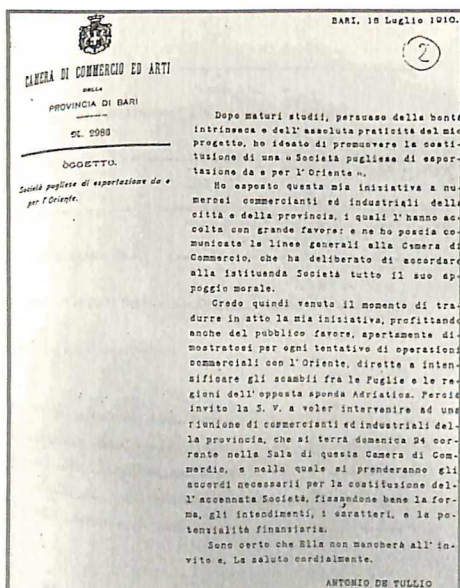 BARI, 18 Luglio 1910.
2
CAMERA DI COMMERCIO ED ARTI
DELLA
PROVINCIA DI BARI
N. 2986
OGGETTO.
Società pugliese di esportazione da e
per l'Oriente.
Dopo maturi studii, persuaso della bontà
intrinseca e dell'assoluta praticità del mio
progetto, ho ideato di promuovere la costi-
tuzione di una « Società pugliese di espor-
tazione da e per l'Oriente ».
Ho esposto questa mia iniziativa a nu-
merosi commercianti ed industriali della
città e della provincia, i quali l'hanno ac-
colta con grande favore; e ne ho poscia co-
municate le linee generali alla Camera di
Commercio, che ha deliberato di accordare
alla istituenda Società tutto il suo ap-
poggio morale.
Credo quindi venuto il momento di tra-
durre in atto la mia iniziativa, profittando
anche del pubblico favore, apertamente di-
mostratosi per ogni tentativo di operazioni
commerciali con l'Oriente, dirette a inten-
sificare gli scambii fra le Puglie e le re-
gioni dell'opposta sponda Adriatica. Perciò
invito la S. V. a voler intervenire ad una
riunione di commercianti ed industriali del-
la provincia, che si terrà domenica 24 cor-
rente nella Sala di questa Camera di Com-
mercio, e nella quale si prenderanno gli
accordi necessarii per la costituzione del-
l'accennata Società, fissandone bene la for-
ma, gli intendimenti, i caratteri, e la po-
tenzialità finanziaria.
Sono certo che Ella non mancherà all'in-
vito e, La saluto cordialmente.
ANTONIO DE TULLIO